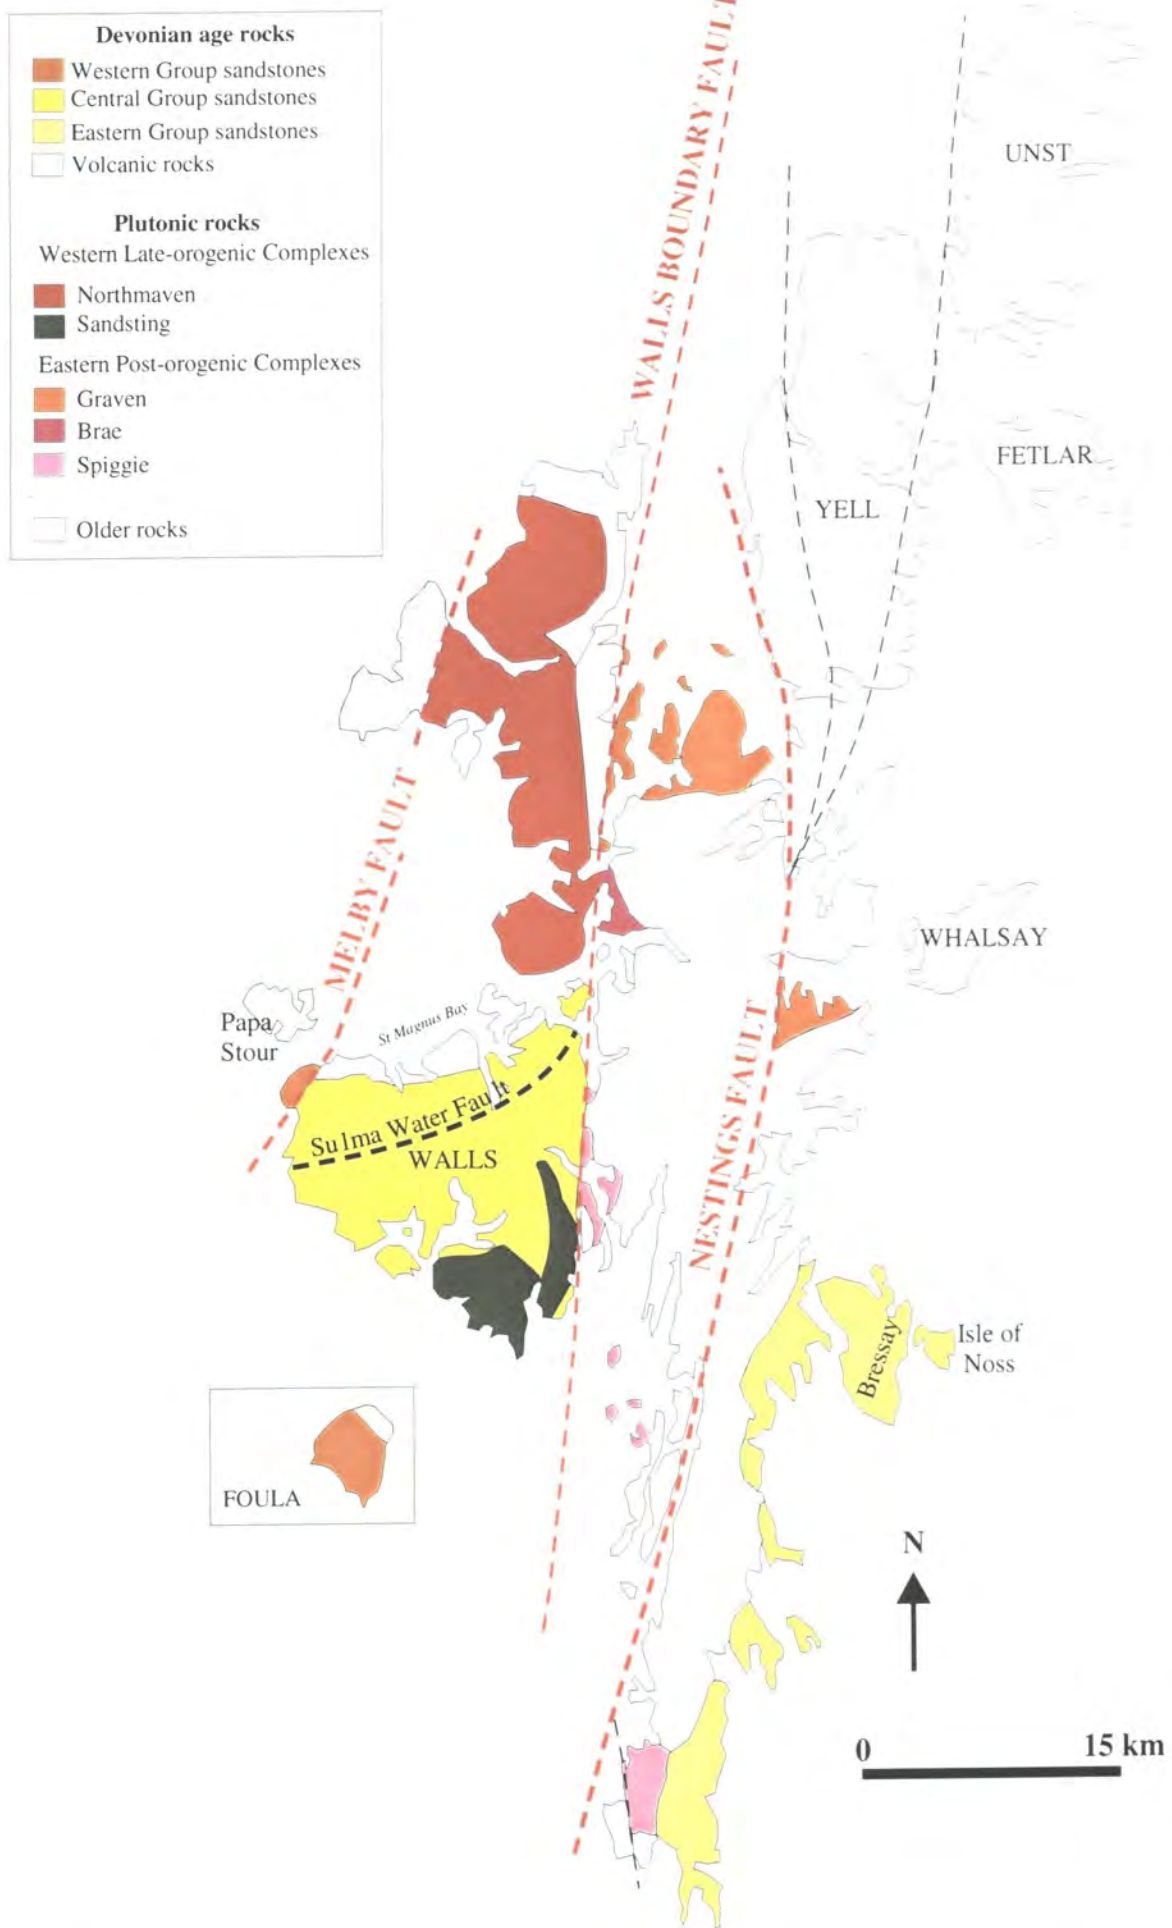 Devonian age rocks
Western Group sandstones
Central Group sandstones
Eastern Group sandstones
Volcanic rocks
Plutonic rocks
Western Late-orogenic Complexes
Northmaven
Sandsting
Eastern Post-orogenic Complexes
Graven
Brae
Spiggie
Older rocks
WALLS BOUNDARY FAULT
UNST
FETLAR
YELL
MELBY FAULT
WHALSAY
Papa
Stour
St Magnus Bay
Sulma Water Fault
WALLS
NESTINGS FAULT
Bressay
Isle of
Noss
FOULA
N
0 15 km